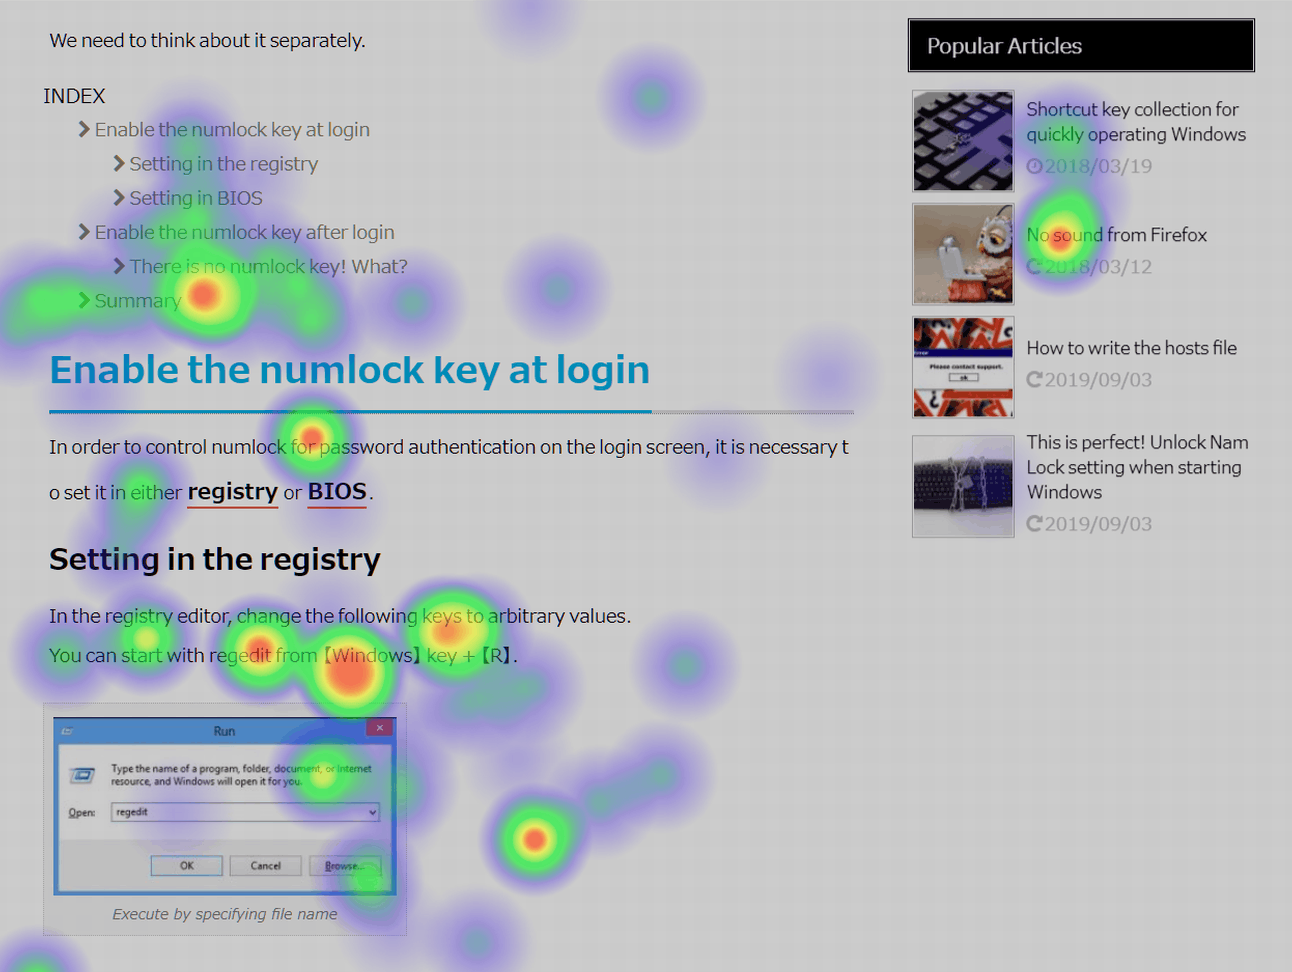 We need to think about it separately.
INDEX
Enable the numlock key at login
Setting in the registry
Setting in BIOS
Enable the numlock key after login
There is no numlock key! What?
Summary
Enable the numlock key at login
In order to control numlock for password authentication on the login screen, it is necessary t
o set it in either registry or BIOS.
Setting in the registry
In the registry editor, change the following keys to arbitrary values.
You can start with regedit from【Windows】key +【R】.
Run
Type the name of a program, folder, document, or Internet
resource, and Windows will open it for you.
Open: regedit
OK Cancel Browse...
Execute by specifying file name
Popular Articles
Shortcut key collection for
quickly operating Windows
2018/03/19
No sound from Firefox
2018/03/12
How to write the hosts file
2019/09/03
Please contact support.
ok
This is perfect! Unlock Nam
Lock setting when starting
Windows
2019/09/03